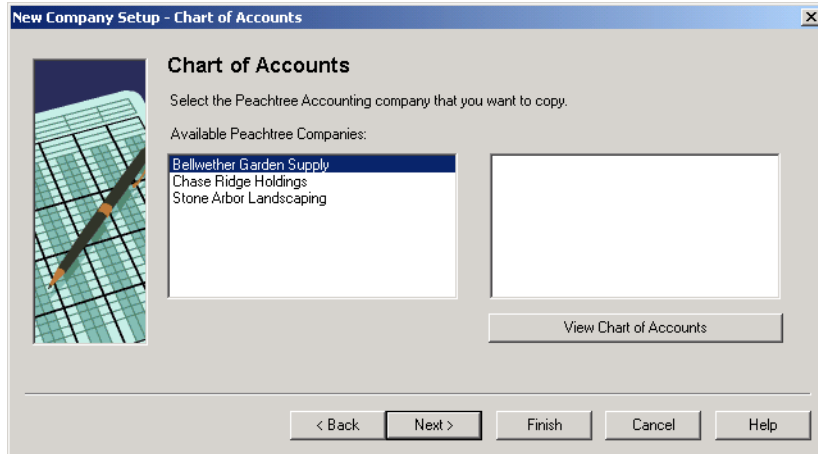 New Company Setup - Chart of Accounts
Chart of Accounts
Select the Peachtree Accounting company that you want to copy.
Available Peachtree Companies:
Bellwether Garden Supply
Chase Ridge Holdings
Stone Arbor Landscaping
View Chart of Accounts
< Back Next > Finish Cancel Help